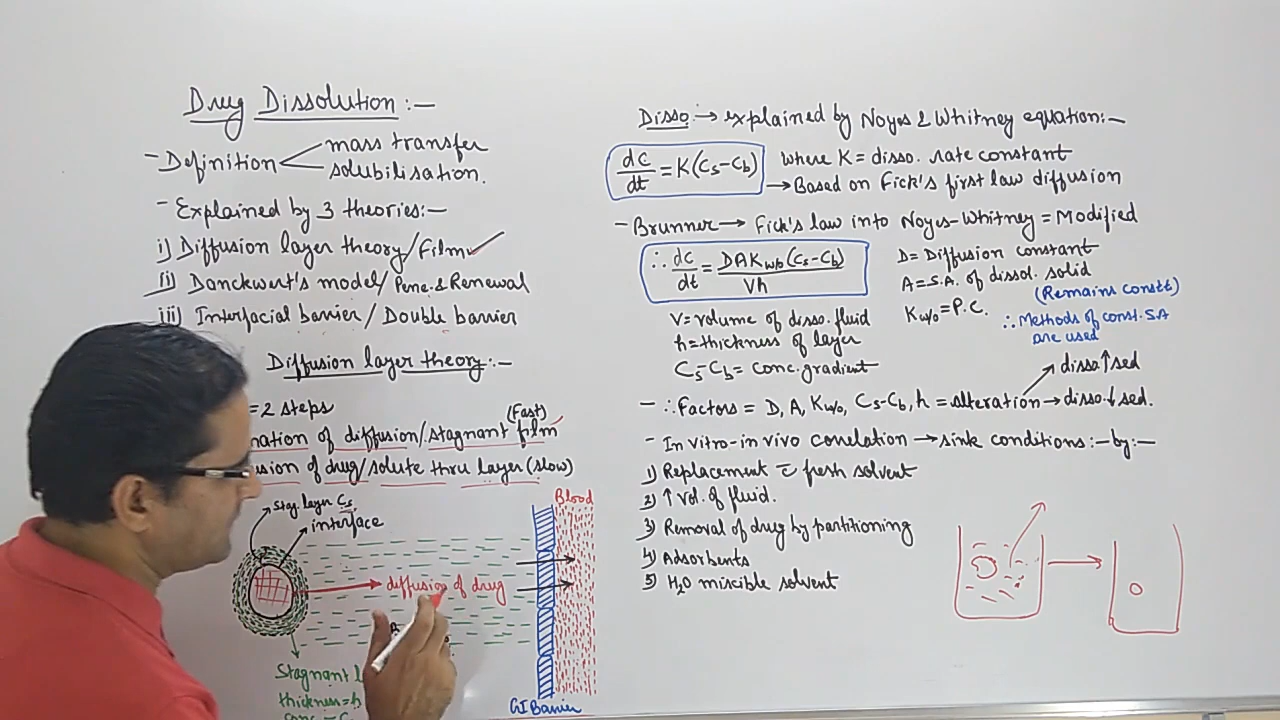 Drug Dissolution:-
- Definition
mass transfer
solubilisation.
- Explained by 3 theories:-
i) Diffusion layer theory/Film
ii) Danckwert's model/Pene. & Renewal
iii) Interfacial barrier/Double barrier
Diffusion layer theory:-
=2 steps
(Fast)
mation of diffusion/stagnant film
usion of drug/solute thru layer (slow)
Stag. layer Cs
interface
diffusion of drug
Blood
Stagnant
thickness=h
GI Barrier
Disso → explained by Noyes & Whitney equation:-
dc/dt = K(Cs-Cb)
where K = disso. rate constant
→ Based on Fick's first law diffusion
- Brunner → Fick's law into Noyes-Whitney = Modified
∴ dc/dt = DAKw/o(Cs-Cb)/Vh
D= Diffusion constant
A= S.A. of dissol. solid
(Remains constt)
Kw/o = P.C.
∴ Methods of const. S.A
are used
V= volume of disso. fluid
h= thickness of layer
Cs-Cb = conc. gradient
disso ↑sed
- ∴ Factors = D, A, Kw/o, Cs-Cb, h = alteration → disso. ↓sed.
- In vitro-in vivo correlation → sink conditions:- by:-
1) Replacement c̄ fresh solvent
2) ↑ Vol. of fluid.
3) Removal of drug by partitioning
4) Adsorbents
5) H2O miscible solvent